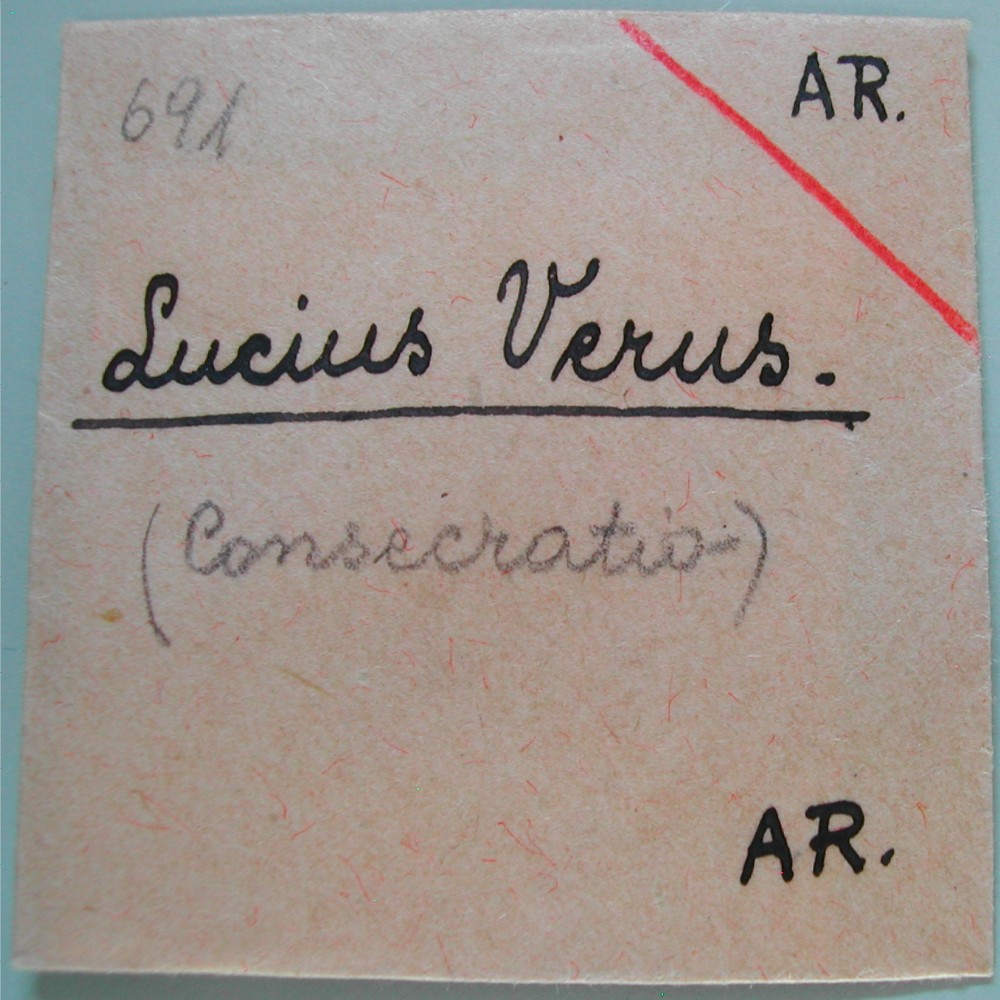 691 AR.
Lucius Verus.
(Consecratio)
AR.